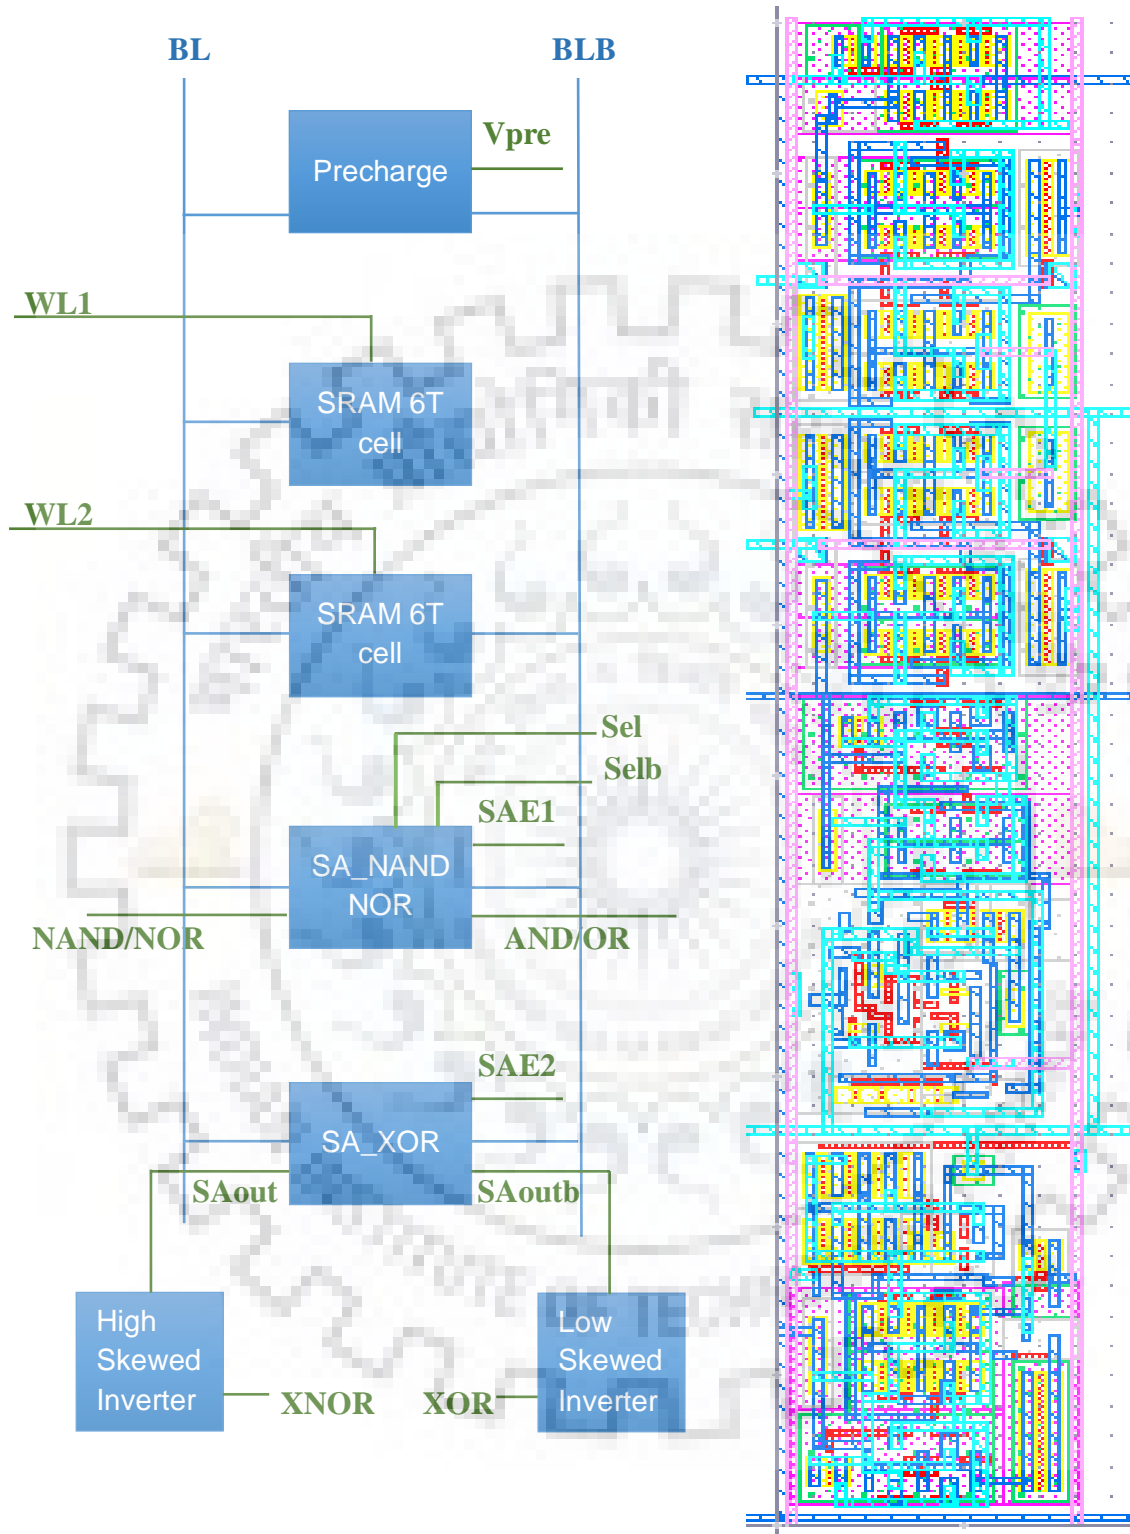 BL
BLB
Precharge
Vpre
WL1
SRAM 6T
cell
WL2
SRAM 6T
cell
Sel
Selb
SAE1
SA_NAND
NOR
NAND/NOR
AND/OR
SAE2
SA_XOR
SAout
SAoutb
High
Skewed
Inverter
XNOR
XOR
Low
Skewed
Inverter